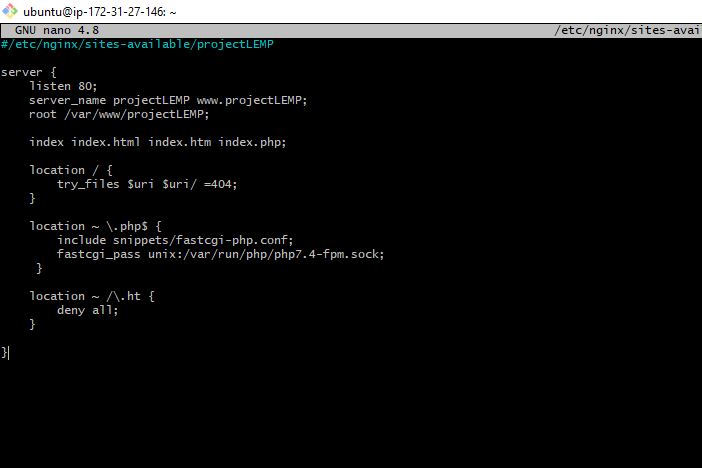 ubuntu@ip-172-31-27-146: ~
GNU nano 4.8 /etc/nginx/sites-avai
#/etc/nginx/sites-available/projectLEMP
server {
listen 80;
server_name projectLEMP www.projectLEMP;
root /var/www/projectLEMP;
index index.html index.htm index.php;
location / {
try_files $uri $uri/ =404;
}
location ~ \.php$ {
include snippets/fastcgi-php.conf;
fastcgi_pass unix:/var/run/php/php7.4-fpm.sock;
}
location ~ /\.ht {
deny all;
}
}